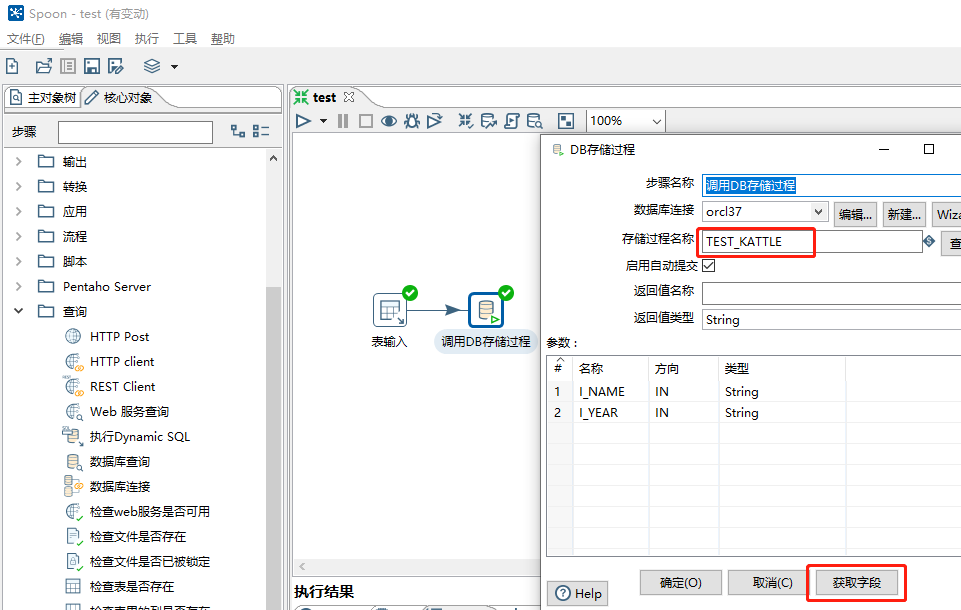 Spoon - test (有变动)
文件(F) 编辑 视图 执行 工具 帮助
主对象树 核心对象
步骤
输出
转换
应用
流程
脚本
Pentaho Server
查询
HTTP Post
HTTP client
REST Client
Web 服务查询
执行Dynamic SQL
数据库查询
数据库连接
检查web服务是否可用
检查文件是否存在
检查文件是否已被锁定
检查表是否存在
检查表里的列是否存在
test
100%
表输入
调用DB存储过程
执行结果
DB存储过程
步骤名称 调用DB存储过程
数据库连接 orcl37 编辑... 新建... Wiza
存储过程名称 TEST_KATTLE 查
启用自动提交
返回值名称
返回值类型 String
参数：
# 名称 方向 类型
1 I_NAME IN String
2 I_YEAR IN String
Help 确定(O) 取消(C) 获取字段